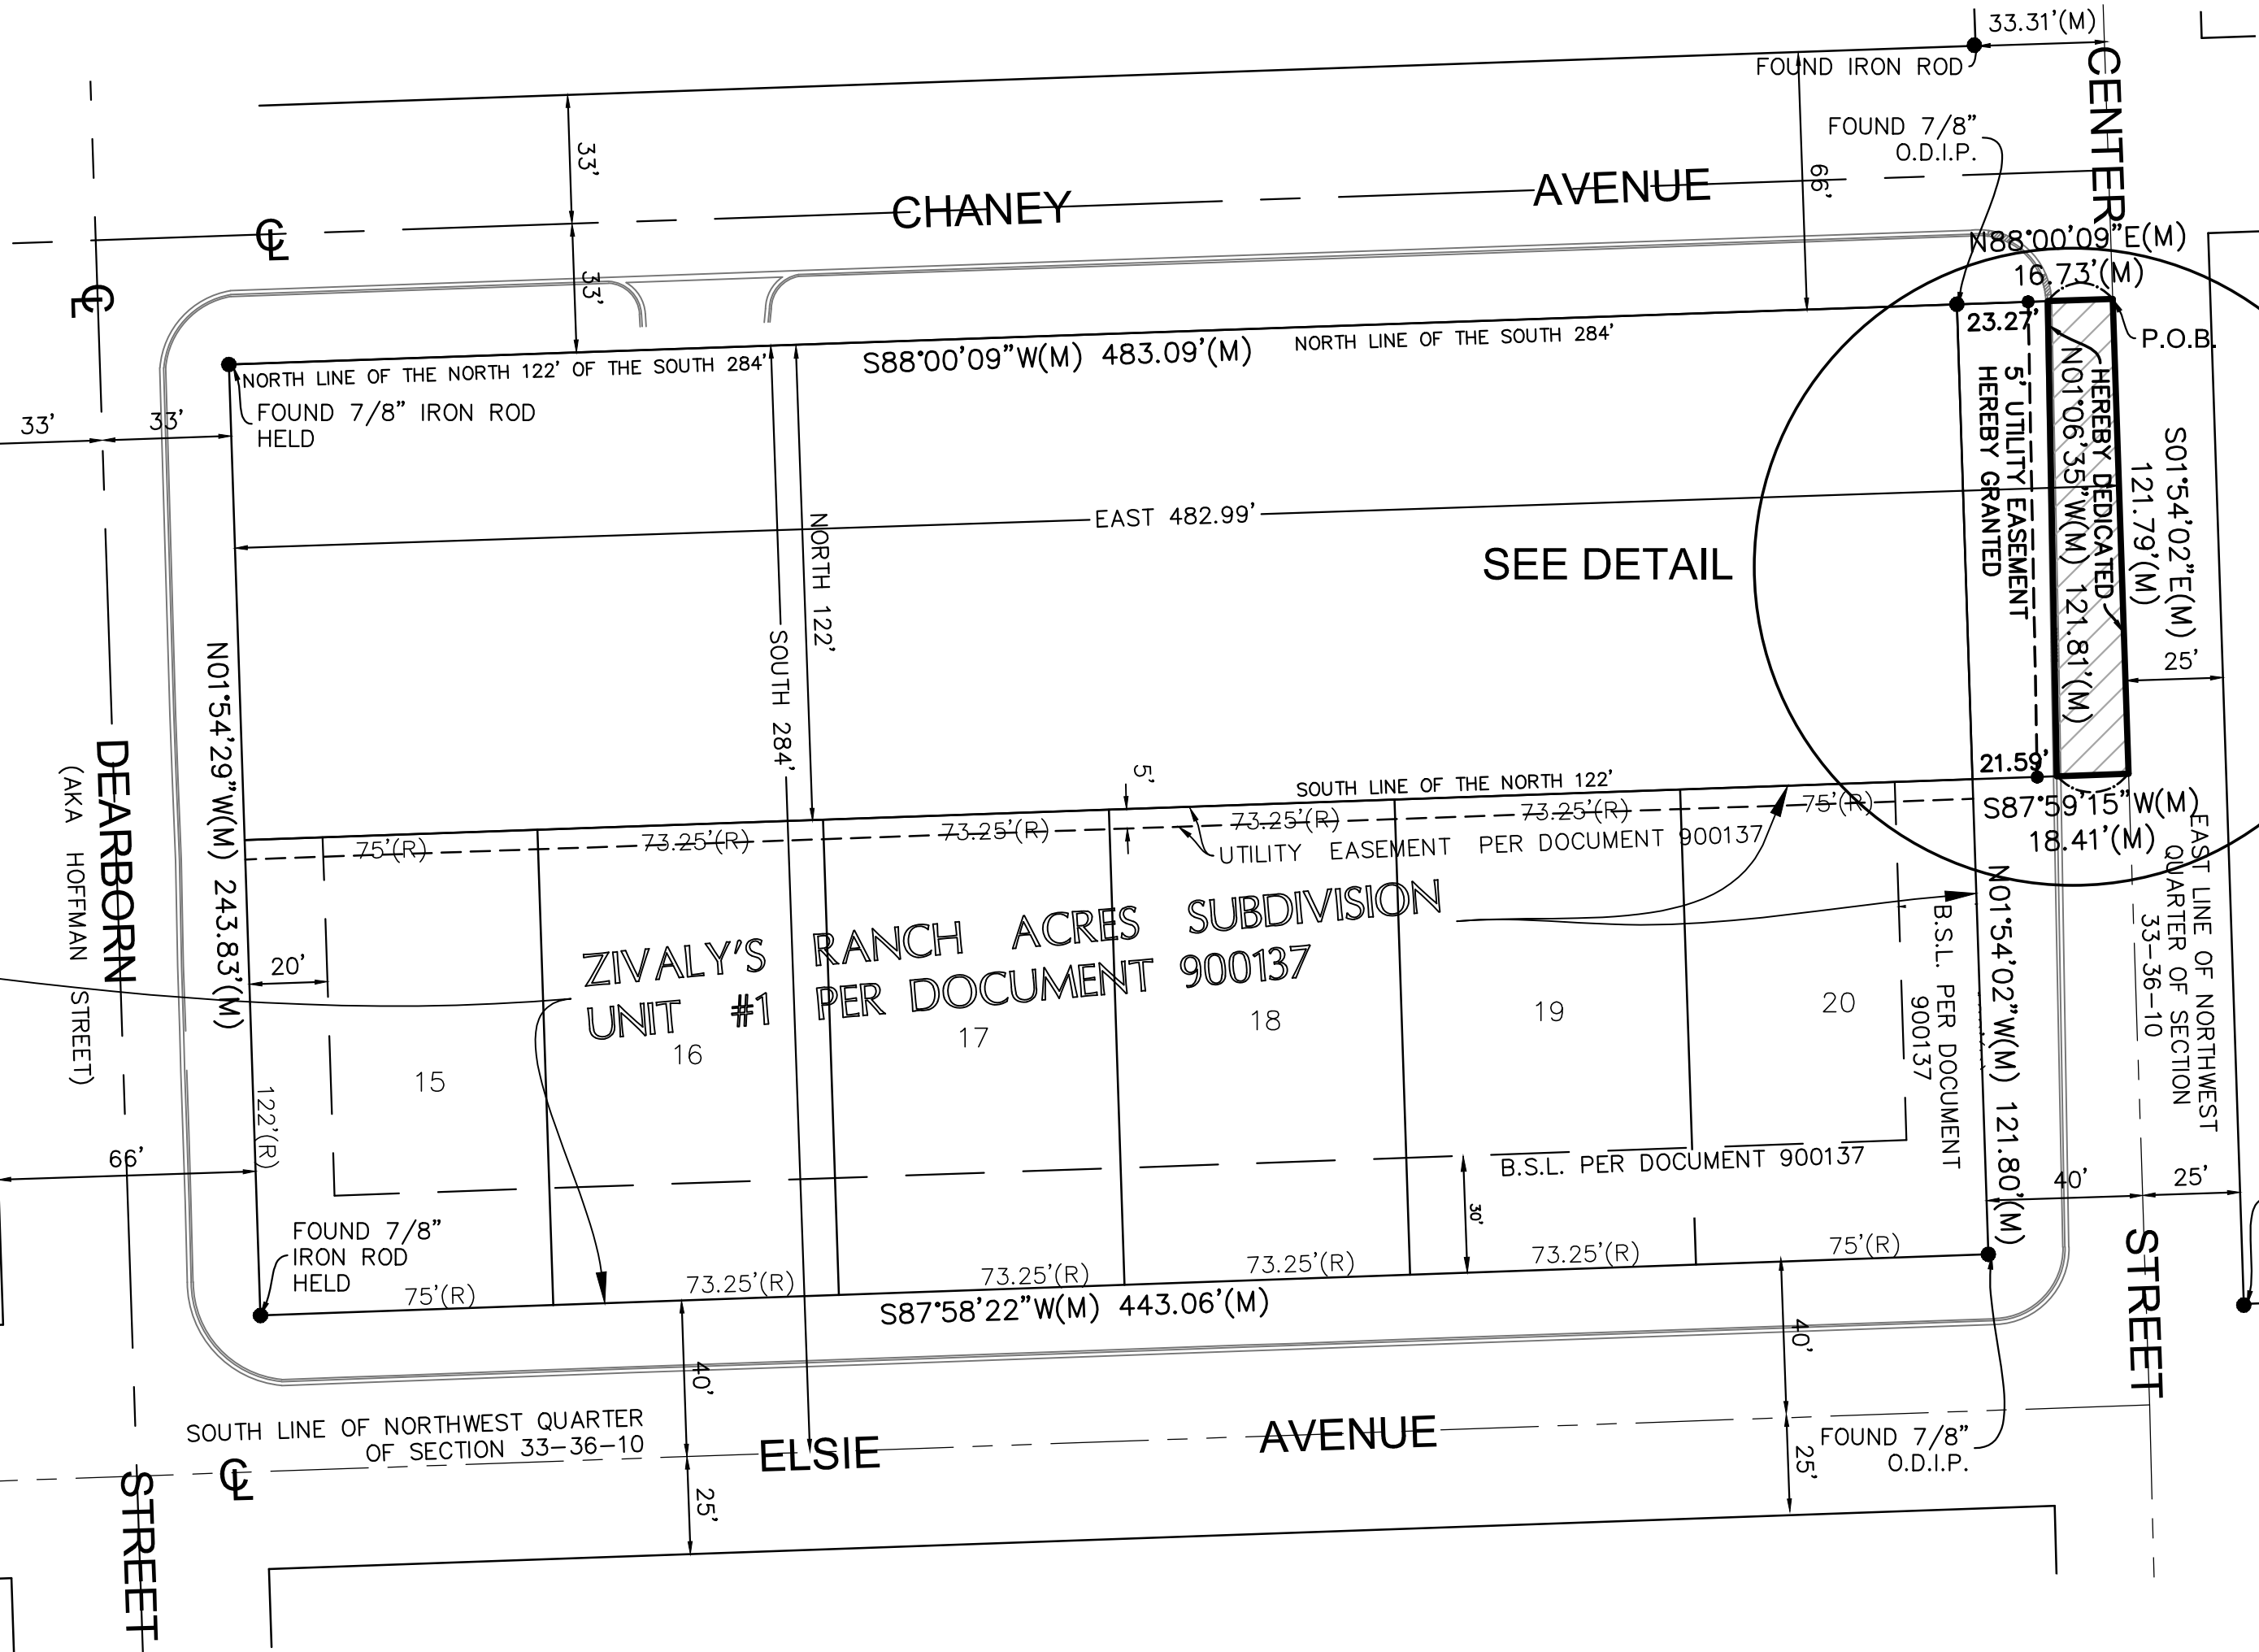 33.31'(M)
FOUND IRON ROD
CENTER
FOUND 7/8"
O.D.I.P.
33'
66'
CHANEY AVENUE
℄
N88°00'09"E(M)
16.73'(M)
33'
℄
23.27'
P.O.B.
S88°00'09"W(M) 483.09'(M)
NORTH LINE OF THE SOUTH 284'
NORTH LINE OF THE NORTH 122' OF THE SOUTH 284'
FOUND 7/8" IRON ROD
HELD
33'
33'
5' UTILITY EASEMENT
HEREBY GRANTED
HEREBY DEDICATED
N01°06'35"W(M) 121.81'(M)
S01°54'02"E(M)
121.79'(M)
EAST 482.99'
NORTH 122'
SOUTH 284'
SEE DETAIL
25'
N01°54'29"W(M) 243.83'(M)
DEARBORN
(AKA HOFFMAN STREET)
5'
SOUTH LINE OF THE NORTH 122'
21.59'
S87°59'15"W(M)
18.41'(M)
75'(R)
73.25'(R)
73.25'(R)
73.25'(R)
73.25'(R)
75'(R)
UTILITY EASEMENT PER DOCUMENT 900137
EAST LINE OF NORTHWEST
QUARTER OF SECTION
33-36-10
N01°54'02"W(M) 121.80'(M)
B.S.L. PER DOCUMENT
900137
ZIVALY'S RANCH ACRES SUBDIVISION
UNIT #1 PER DOCUMENT 900137
20'
15
16
17
18
19
20
122'(R)
66'
B.S.L. PER DOCUMENT 900137
30'
40'
25'
FOUND 7/8"
IRON ROD
HELD
75'(R)
73.25'(R)
73.25'(R)
73.25'(R)
73.25'(R)
75'(R)
S87°58'22"W(M) 443.06'(M)
STREET
40'
40'
SOUTH LINE OF NORTHWEST QUARTER
OF SECTION 33-36-10
℄
ELSIE AVENUE
FOUND 7/8"
O.D.I.P.
25'
25'
STREET